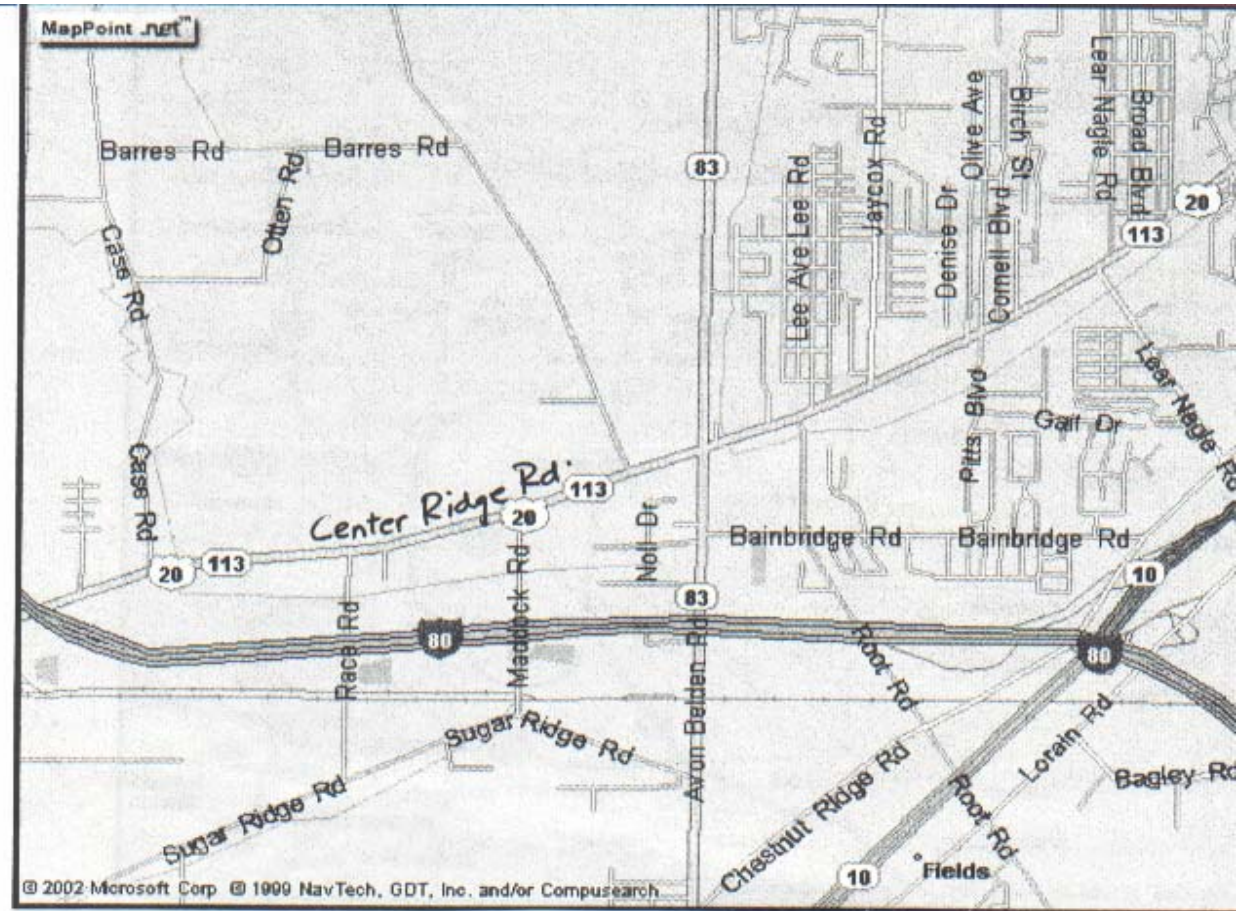 MapPoint .net™
Barres Rd
Barres Rd
Otten Rd
Case Rd
Case Rd
83
Lee Ave Lee Rd
Jaycox Rd
Denise Dr
Olive Ave
Cornell Blvd
Birch St
Lear Nagle Rd
Broad Blvd
20
113
Lear Nagle Rd
Gail Dr
Pitts Blvd
Center Ridge Rd.
113
20
20
113
Noll Dr
Bainbridge Rd
Bainbridge Rd
10
83
80
80
Race Rd
Maddock Rd
Avon Belden Rd
Root Rd
Sugar Ridge Rd
Sugar Ridge Rd
Chestnut Ridge Rd
Lorain Rd
Bagley Rd
Root Rd
10
Fields
© 2002 Microsoft Corp © 1999 NavTech, GDT, Inc. and/or Compusearch